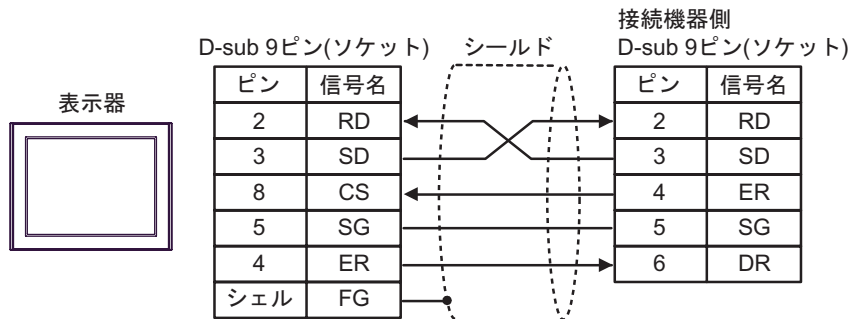 接続機器側
D-sub 9ピン(ソケット) シールド D-sub 9ピン(ソケット)
表示器
ピン 信号名 ピン 信号名
2 RD 2 RD
3 SD 3 SD
8 CS 4 ER
5 SG 5 SG
4 ER 6 DR
シェル FG